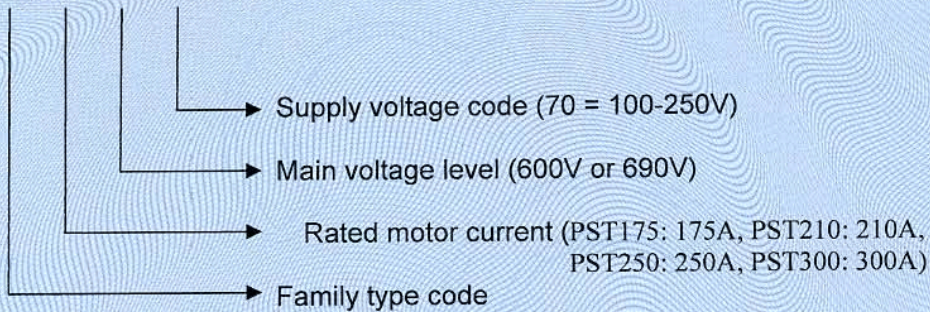 Supply voltage code (70 = 100-250V)
Main voltage level (600V or 690V)
Rated motor current (PST175: 175A, PST210: 210A,
PST250: 250A, PST300: 300A)
Family type code